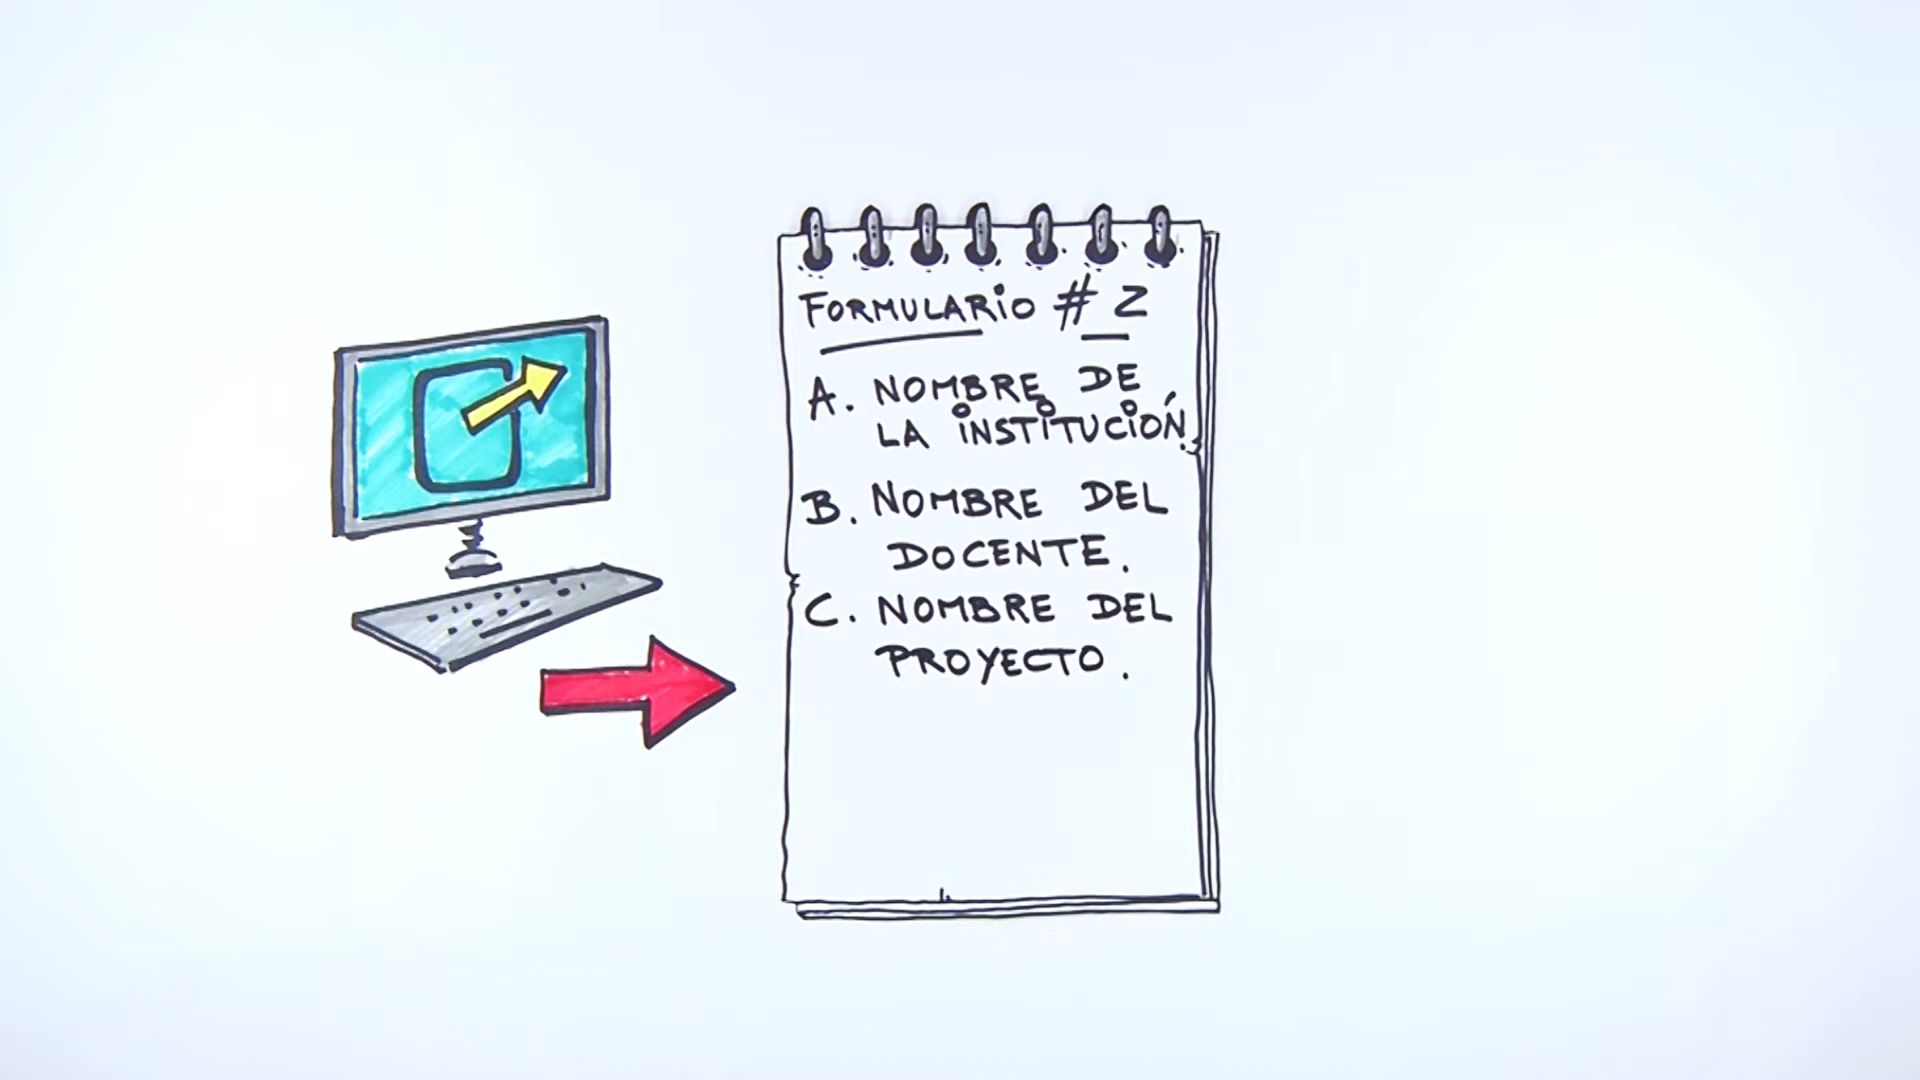 FORMULARIO # 2
A. NOMBRE DE
LA INSTITUCIÓN.
B. NOMBRE DEL
DOCENTE.
C. NOMBRE DEL
PROYECTO.